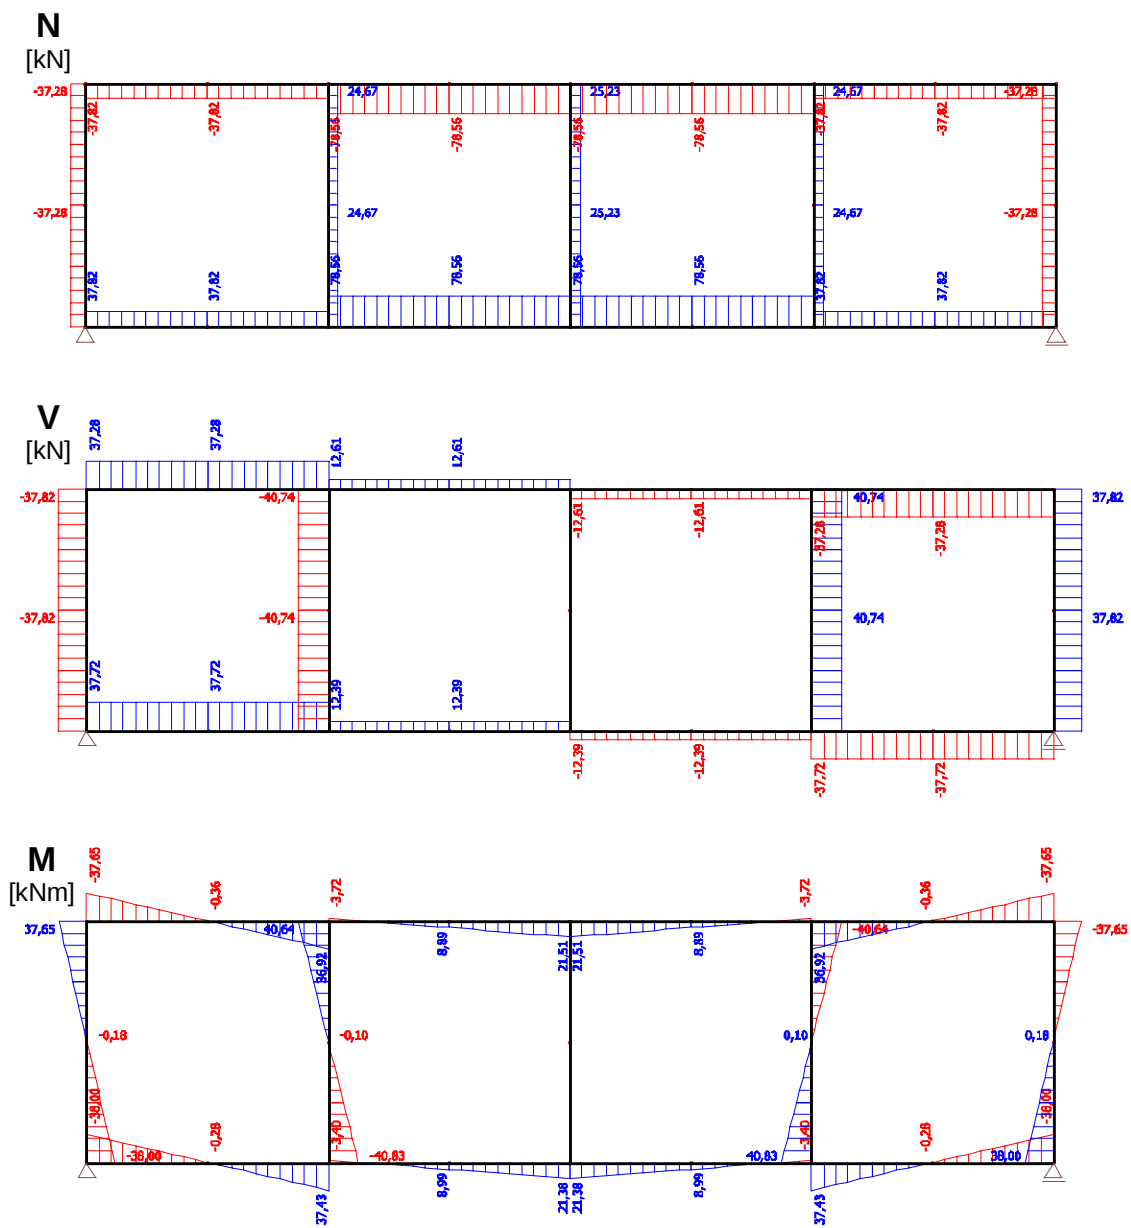 N
[kN]
-37,28 24,67 25,23 24,67 -37,28
-37,82 -37,82 -78,56 -78,56 -78,56 -78,56 -37,82 -37,82
-37,28 24,67 25,23 24,67 -37,28
37,82 37,82 78,56 78,56 78,56 78,56 37,82 37,82
V
[kN]
37,28 37,28 12,61 12,61
-37,82 -40,74 40,74 37,82
-12,61 -12,61 -37,28 -37,28
-37,82 -40,74 40,74 37,82
37,72 37,72 12,39 12,39
-12,39 -12,39 -37,72 -37,72
M
[kNm]
-37,65 -0,36 -3,72 -3,72 -0,36 -37,65
37,65 40,64 -40,64 -37,65
36,92 8,89 21,51 21,51 8,89 36,92
-0,18 -0,10 0,10 0,18
-38,00 -0,28 -3,40 -3,40 -0,28 -38,00
-38,00 -40,83 40,83 38,00
37,43 8,99 21,38 21,38 8,99 37,43